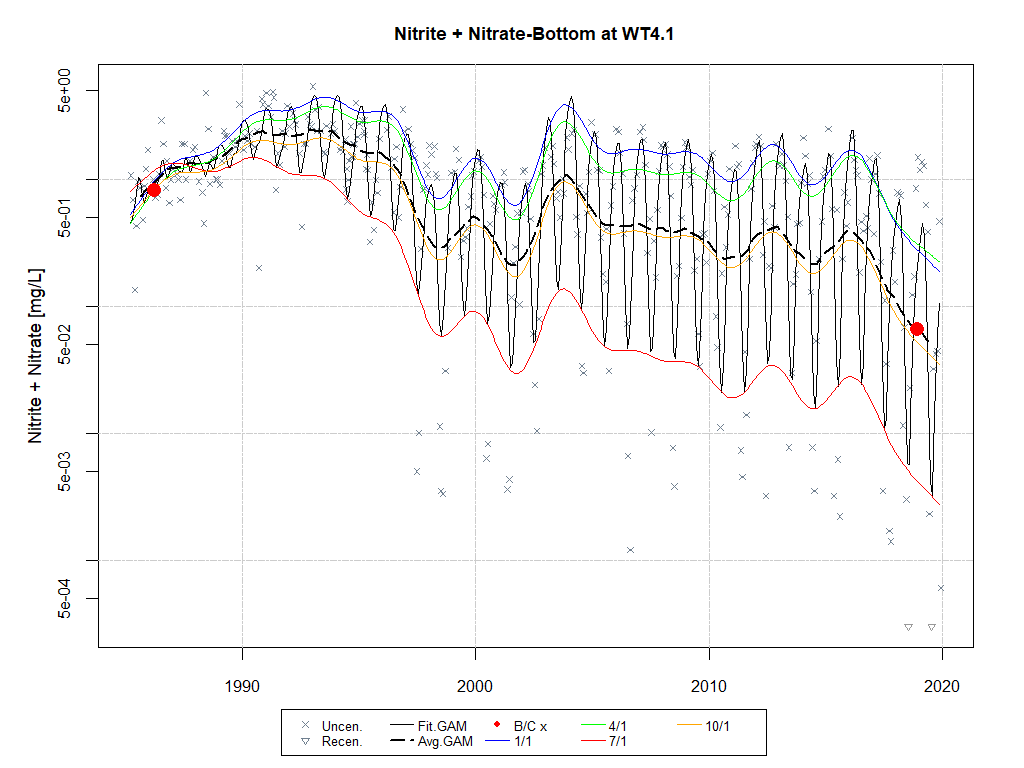 Nitrite + Nitrate-Bottom at WT4.1
Nitrite + Nitrate [mg/L]
5e+00
5e-01
5e-02
5e-03
5e-04
1990 2000 2010 2020
Uncen. Fit.GAM B/C x 4/1 10/1
Recen. Avg.GAM 1/1 7/1